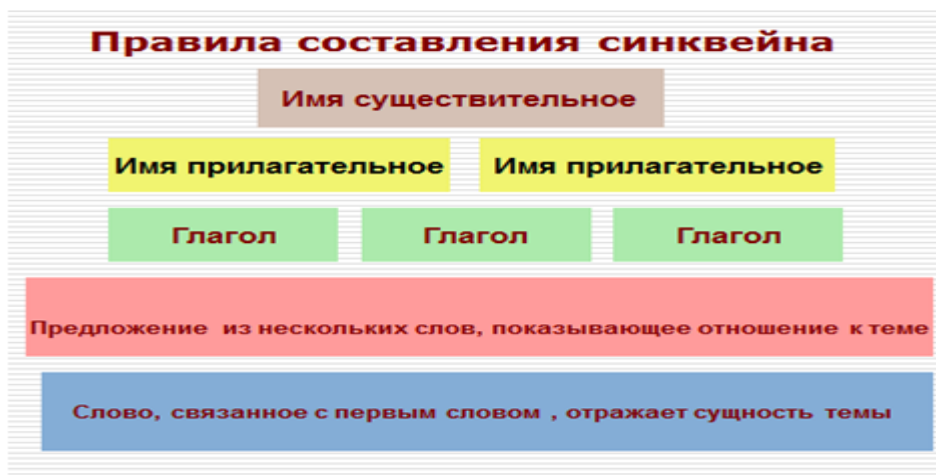 Правила составления синквейна
Имя существительное
Имя прилагательное Имя прилагательное
Глагол Глагол Глагол
Предложение из нескольких слов, показывающее отношение к теме
Слово, связанное с первым словом , отражает сущность темы